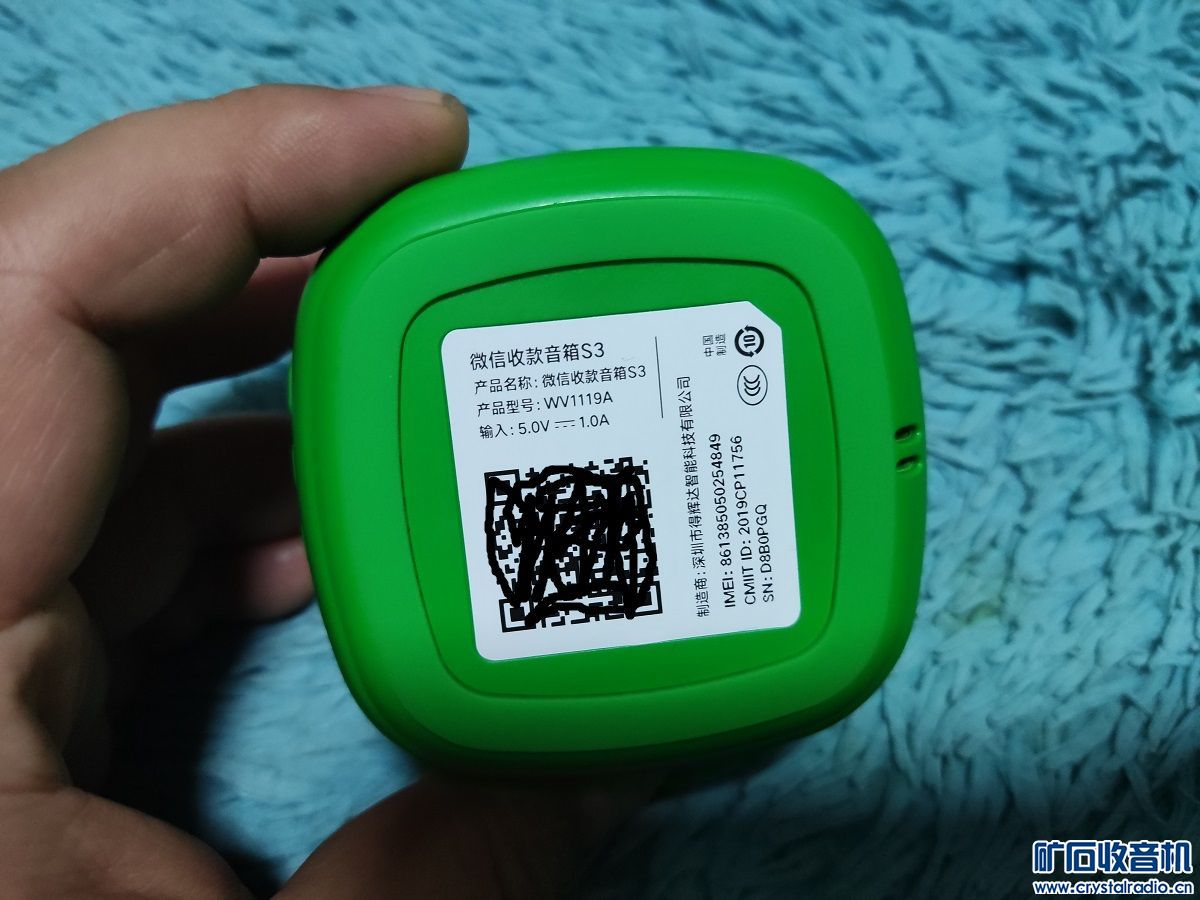 微信收款音箱S3
产品名称: 微信收款音箱S3
产品型号: WV1119A
输入: 5.0V ⎓ 1.0A
中国
制造
10
CCC
制造商: 深圳市得辉达智能科技有限公司
IMEI: 861385050254849
CMIIT ID: 2019CP11756
SN: D8B0PGQ
矿石收音机
www.crystalradio.cn